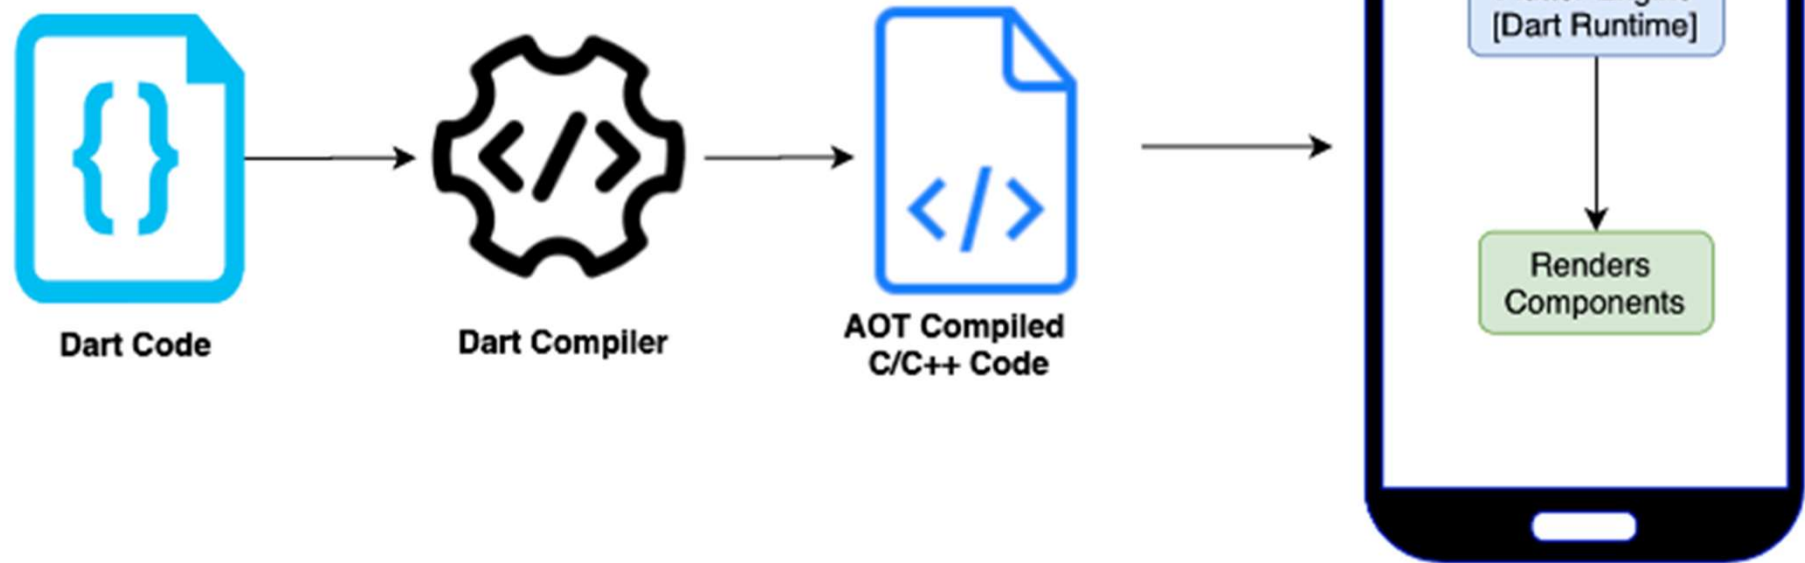 Dart Code
Dart Compiler
AOT Compiled
C/C++ Code
[Dart Runtime]
Renders
Components